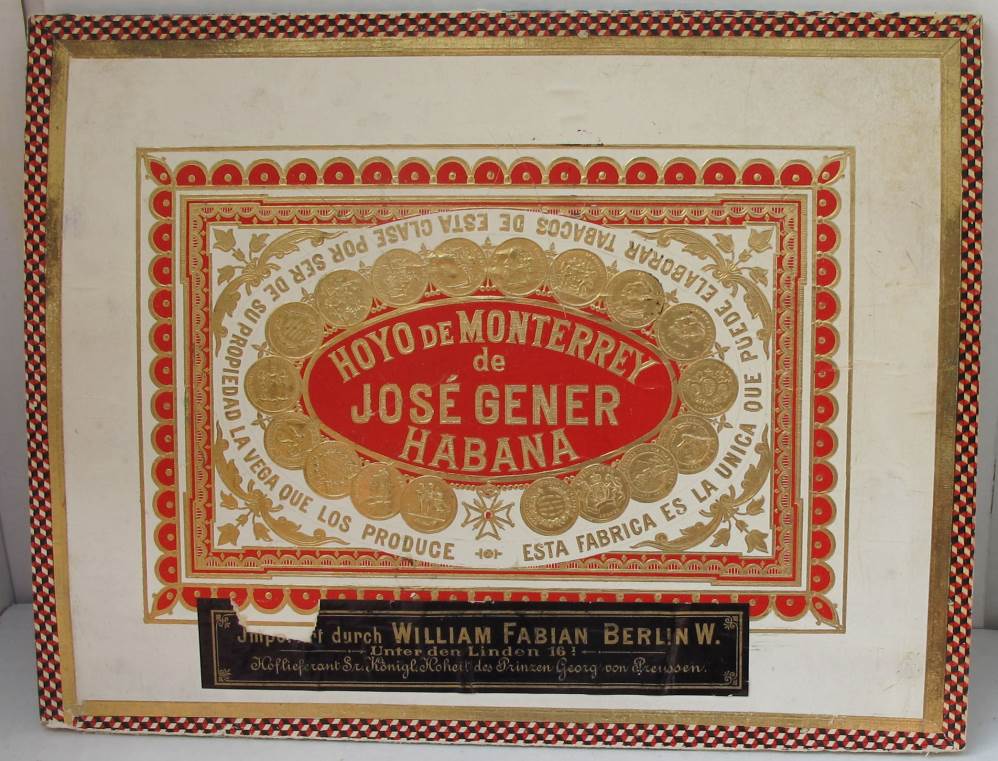 HOYO DE MONTERREY
de
JOSÉ GENER
HABANA
ESTA FABRICA ES LA UNICA QUE PUEDE ELABORAR TABACOS DE ESTA CLASE POR SER DE SU PROPIEDAD LA VEGA QUE LOS PRODUCE
durch WILLIAM FABIAN BERLIN W.
Unter den Linden 16
Hoflieferant Sr. Königl. Hoheit des Prinzen Georg von Preussen.